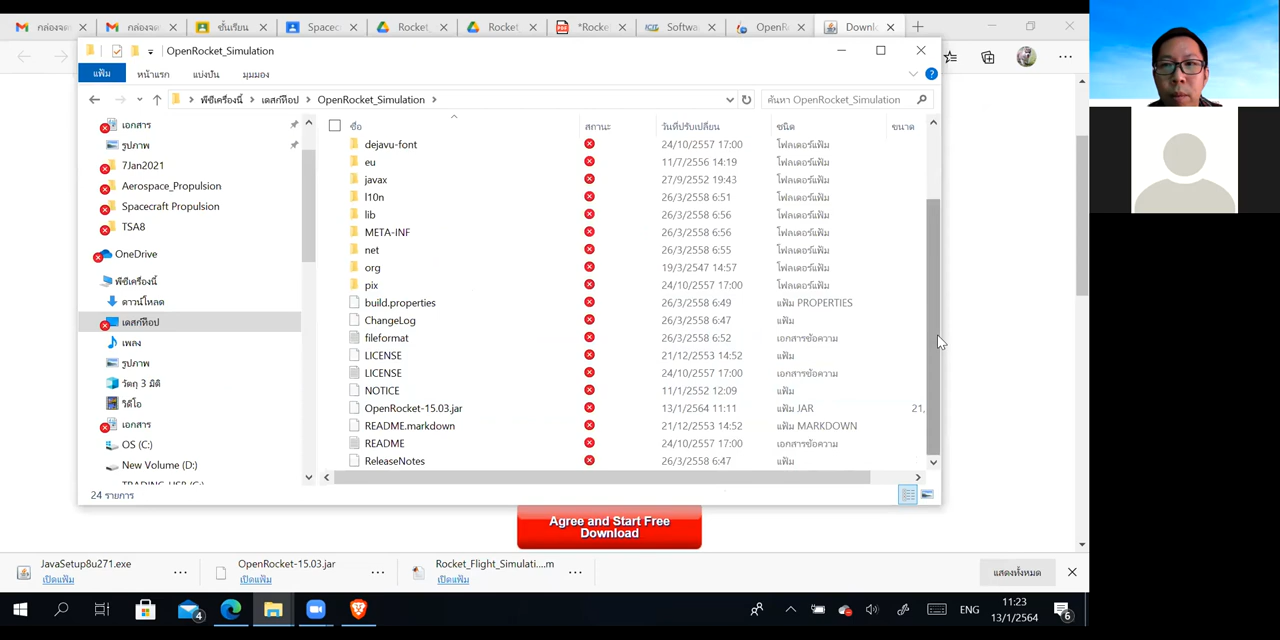 กล่องจด
กล่องจด
ชั้นเรียน
Spacec
Rocket
Rocket
*Rocket
Softwa
OpenR
Downl
OpenRocket_Simulation
แฟ้ม
หน้าแรก
แบ่งปัน
มุมมอง
พีซีเครื่องนี้
เดสก์ท็อป
OpenRocket_Simulation
ค้นหา OpenRocket_Simulation
เอกสาร
รูปภาพ
7Jan2021
Aerospace_Propulsion
Spacecraft Propulsion
TSA8
OneDrive
พีซีเครื่องนี้
ดาวน์โหลด
เดสก์ท็อป
เพลง
รูปภาพ
วัตถุ 3 มิติ
วิดีโอ
เอกสาร
OS (C:)
New Volume (D:)
ชื่อ สถานะ วันที่ปรับเปลี่ยน ชนิด ขนาด
dejavu-font 24/10/2557 17:00 โฟลเดอร์แฟ้ม
eu 11/7/2556 14:19 โฟลเดอร์แฟ้ม
javax 27/9/2552 19:43 โฟลเดอร์แฟ้ม
l10n 26/3/2558 6:51 โฟลเดอร์แฟ้ม
lib 26/3/2558 6:56 โฟลเดอร์แฟ้ม
META-INF 26/3/2558 6:56 โฟลเดอร์แฟ้ม
net 26/3/2558 6:55 โฟลเดอร์แฟ้ม
org 19/3/2547 14:57 โฟลเดอร์แฟ้ม
pix 24/10/2557 17:00 โฟลเดอร์แฟ้ม
build.properties 26/3/2558 6:49 แฟ้ม PROPERTIES
ChangeLog 26/3/2558 6:47 แฟ้ม
fileformat 26/3/2558 6:52 เอกสารข้อความ
LICENSE 21/12/2553 14:52 แฟ้ม
LICENSE 24/10/2557 17:00 เอกสารข้อความ
NOTICE 11/1/2552 12:09 แฟ้ม
OpenRocket-15.03.jar 13/1/2564 11:11 แฟ้ม JAR 21,
README.markdown 21/12/2553 14:52 แฟ้ม MARKDOWN
README 24/10/2557 17:00 เอกสารข้อความ
ReleaseNotes 26/3/2558 6:47 แฟ้ม
24 รายการ
Agree and Start Free
Download
JavaSetup8u271.exe
เปิดแฟ้ม
OpenRocket-15.03.jar
เปิดแฟ้ม
Rocket_Flight_Simulati....m
เปิดแฟ้ม
แสดงทั้งหมด
4
ENG
11:23
13/1/2564
6